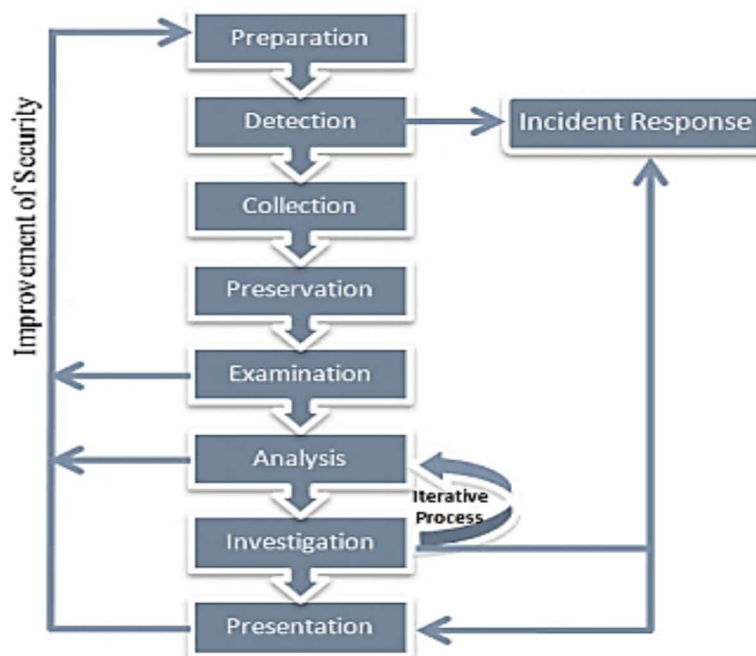 Preparation
Detection
Incident Response
Collection
Preservation
Examination
Analysis
Iterative
Process
Investigation
Presentation
Improvement of Security